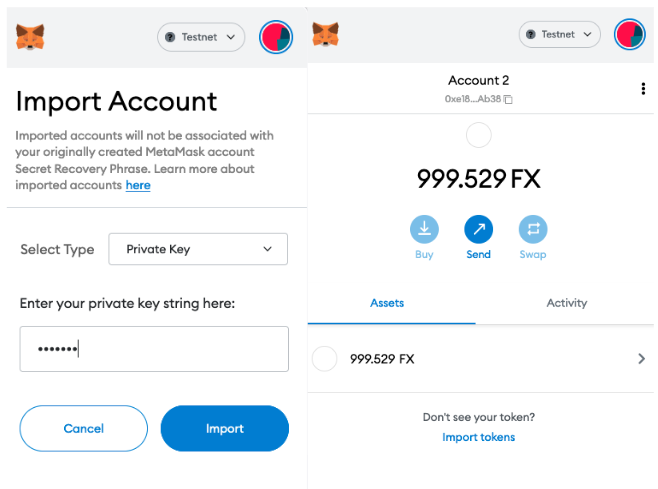 Testnet
Import Account
Imported accounts will not be associated with
your originally created MetaMask account
Secret Recovery Phrase. Learn more about
imported accounts here
Select Type
Private Key
Enter your private key string here:
•••••••
Cancel
Import
Testnet
Account 2
0xe18...Ab38
999.529 FX
Buy
Send
Swap
Assets
Activity
999.529 FX
Don't see your token?
Import tokens